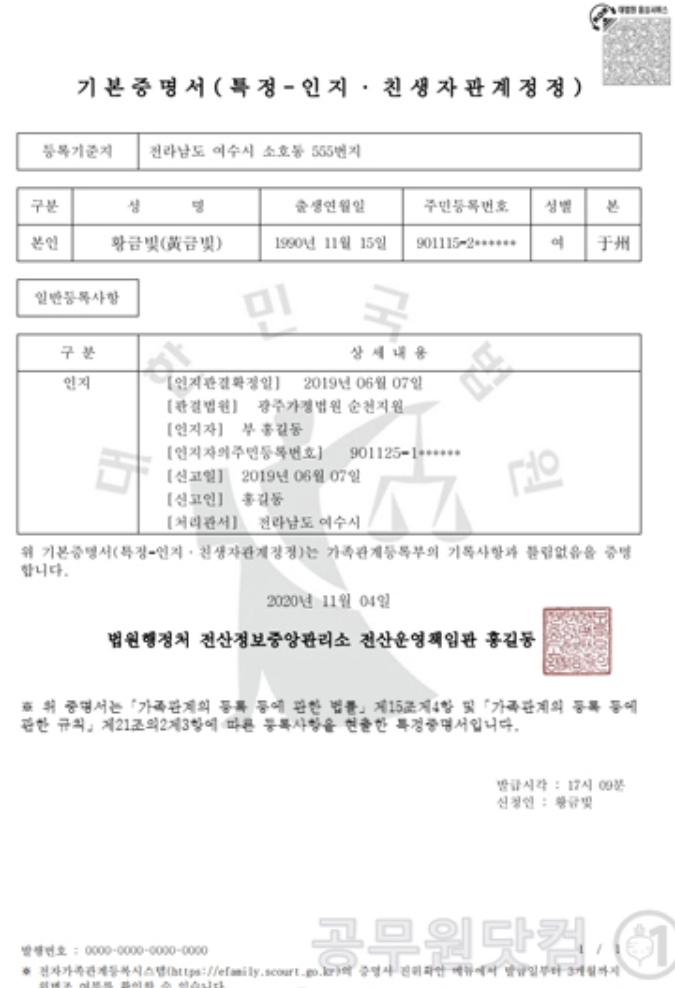 대법원 응용서비스
기본증명서(특정-인지 · 친생자관계정정)
등록기준지 전라남도 여수시 소호동 555번지
구분 성 명 출생연월일 주민등록번호 성별 본
본인 황금빛(黃금빛) 1990년 11월 15일 901115-2****** 여 于州
일반등록사항
구 분 상 세 내 용
인지 [인지판결확정일] 2019년 06월 07일
[판결법원] 광주가정법원 순천지원
[인지자] 부 홍길동
[인지자의주민등록번호] 901125-1******
[신고일] 2019년 06월 07일
[신고인] 홍길동
[처리관서] 전라남도 여수시
대한민국법원
위 기본증명서(특정-인지 · 친생자관계정정)는 가족관계등록부의 기록사항과 틀림없음을 증명
합니다.
2020년 11월 04일
법원행정처 전산정보중앙관리소 전산운영책임관 홍길동
※ 위 증명서는 「가족관계의 등록 등에 관한 법률」 제15조제4항 및 「가족관계의 등록 등에
관한 규칙」 제21조의2제3항에 따른 등록사항을 현출한 특정증명서입니다.
발급시각 : 17시 09분
신청인 : 황금빛
공무원닷컴 1
발행번호 : 0000-0000-0000-0000 1 / 1
※ 전자가족관계등록시스템(https://efamily.scourt.go.kr)의 증명서 진위확인 메뉴에서 발급일부터 3개월까지
위변조 여부를 확인할 수 있습니다.